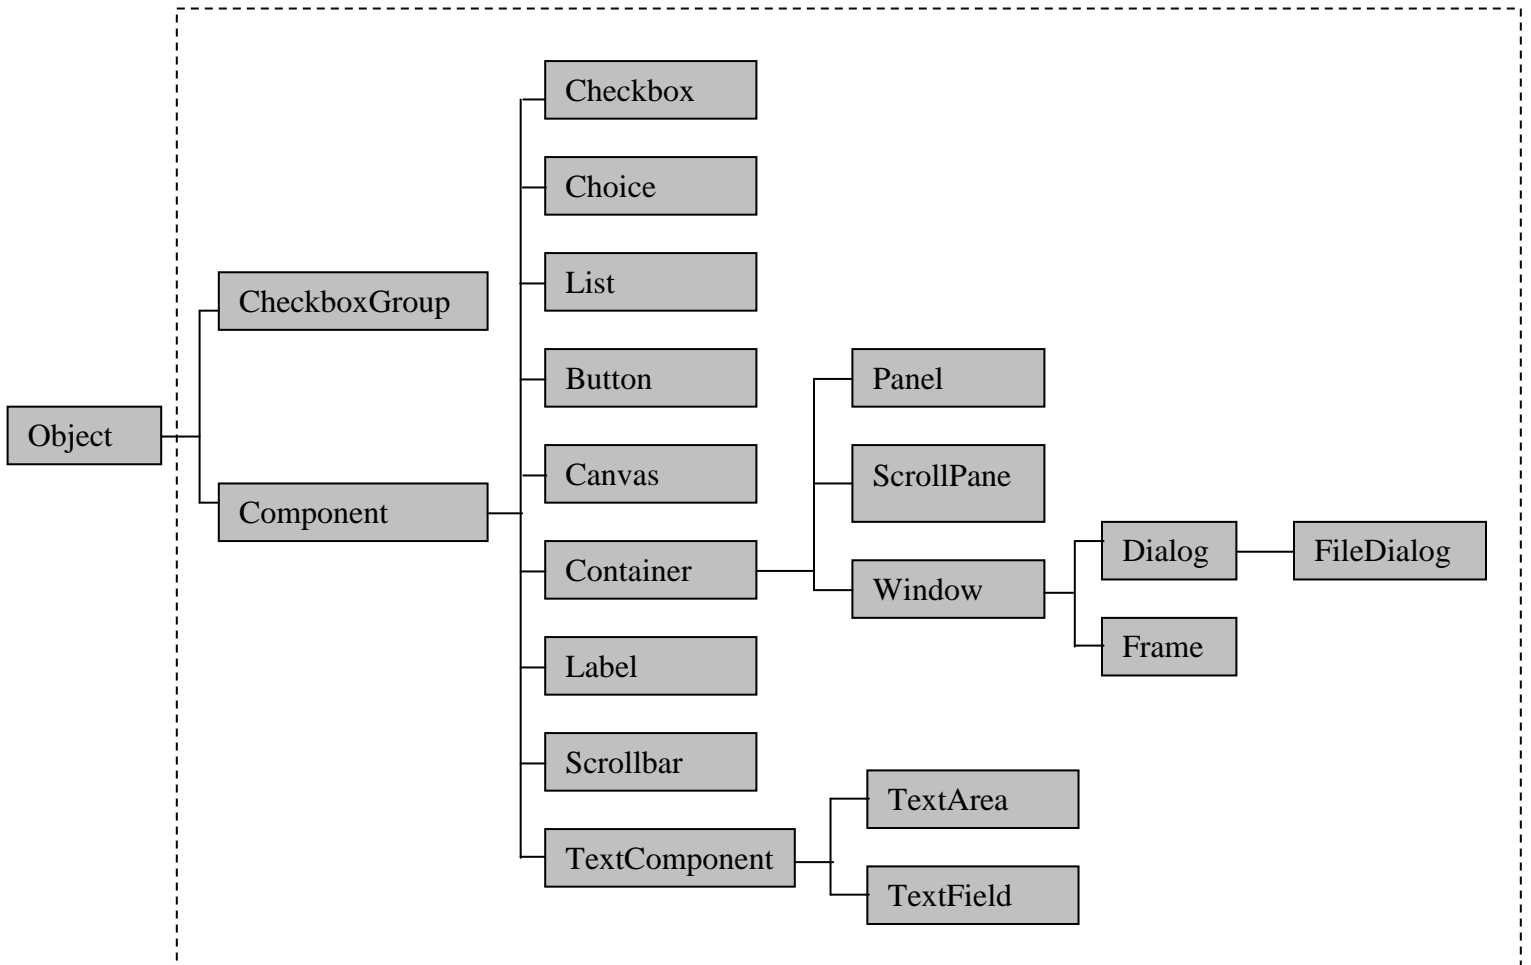 Object
CheckboxGroup
Component
Checkbox
Choice
List
Button
Canvas
Container
Label
Scrollbar
TextComponent
Panel
ScrollPane
Window
Dialog
FileDialog
Frame
TextArea
TextField